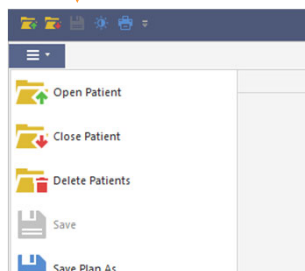 Open Patient
Close Patient
Delete Patients
Save
Save Plan As